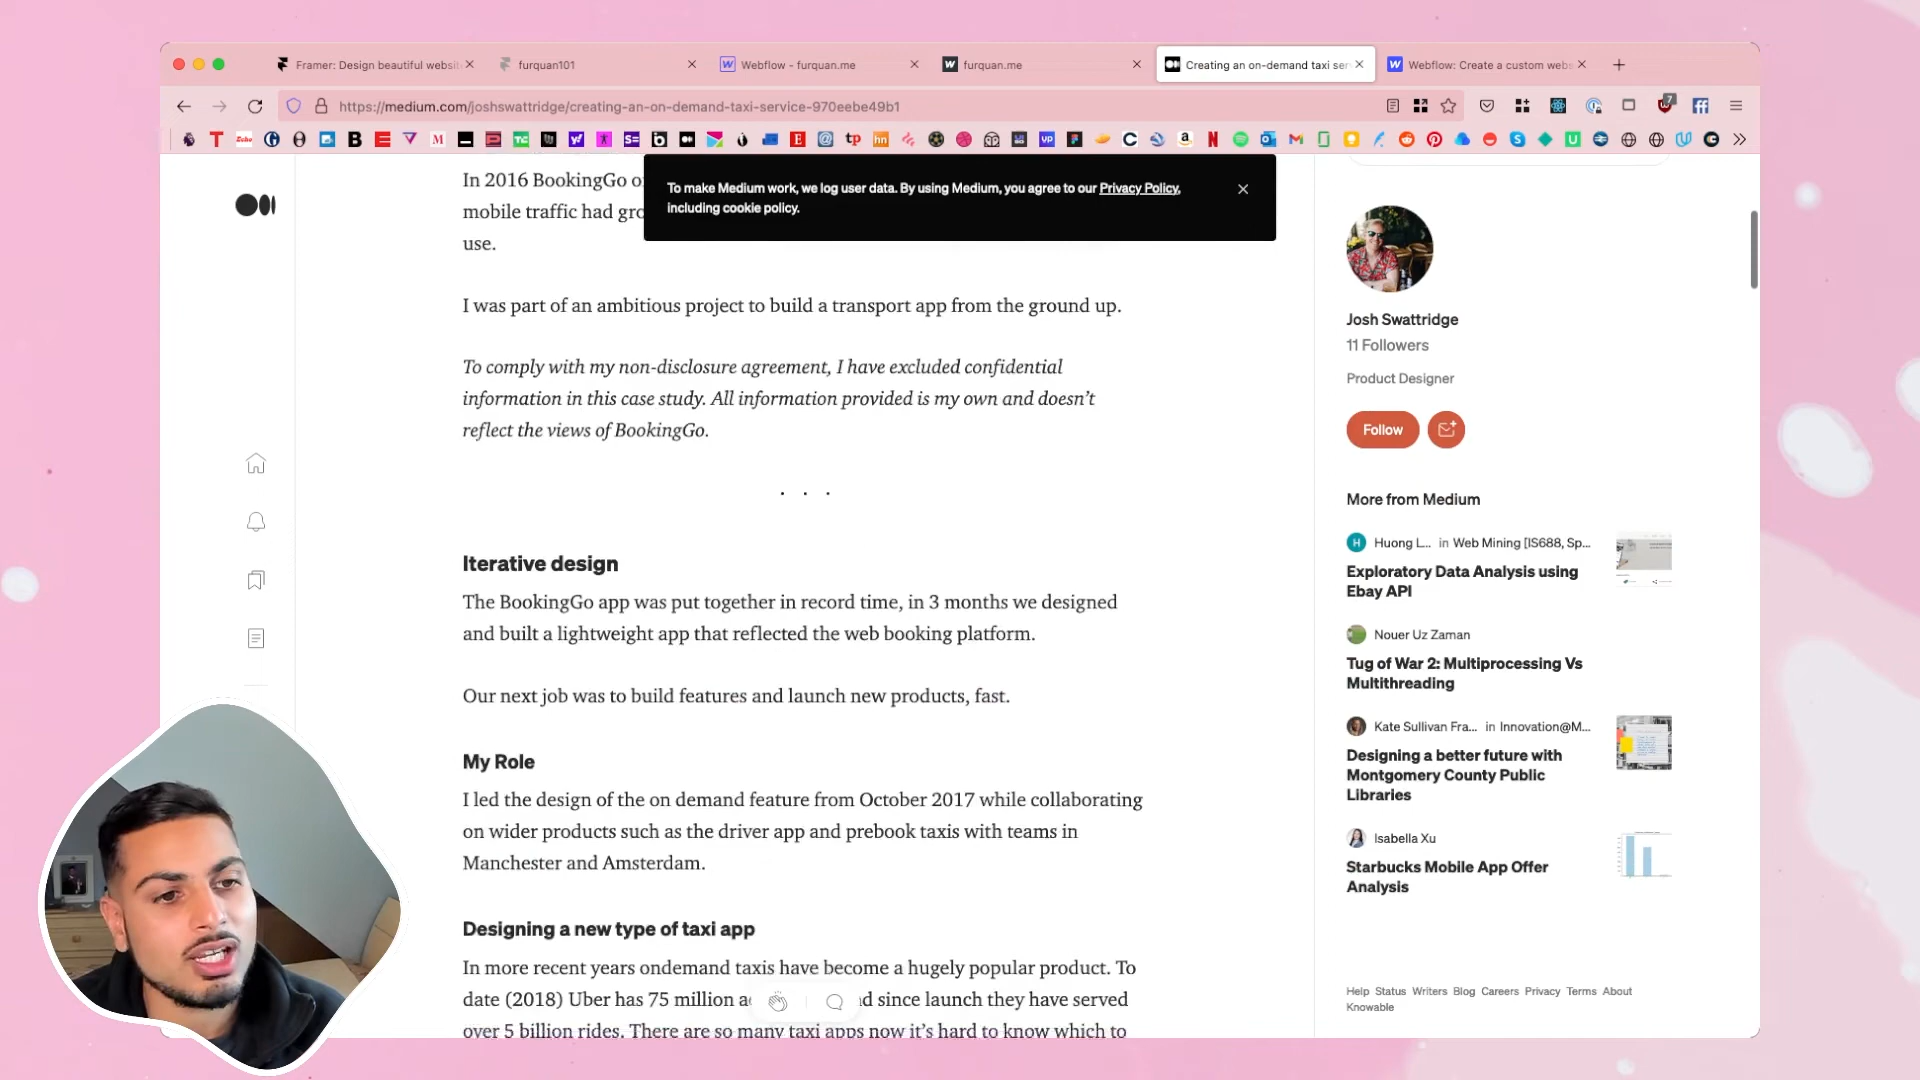 Framer: Design beautiful websit
furquan101
Webflow - furquan.me
furquan.me
Creating an on-demand taxi ser
Webflow: Create a custom webs
https://medium.com/joshswattridge/creating-an-on-demand-taxi-service-970eebe49b1
7
To make Medium work, we log user data. By using Medium, you agree to our Privacy Policy,
including cookie policy.
In 2016 BookingGo
mobile traffic had gro
use.
I was part of an ambitious project to build a transport app from the ground up.
To comply with my non-disclosure agreement, I have excluded confidential
information in this case study. All information provided is my own and doesn't
reflect the views of BookingGo.
. . .
Iterative design
The BookingGo app was put together in record time, in 3 months we designed
and built a lightweight app that reflected the web booking platform.
Our next job was to build features and launch new products, fast.
My Role
I led the design of the on demand feature from October 2017 while collaborating
on wider products such as the driver app and prebook taxis with teams in
Manchester and Amsterdam.
Designing a new type of taxi app
In more recent years ondemand taxis have become a hugely popular product. To
date (2018) Uber has 75 million a d since launch they have served
over 5 billion rides. There are so many taxi apps now it's hard to know which to
Josh Swattridge
11 Followers
Product Designer
Follow
More from Medium
H
Huong L... in Web Mining [IS688, Sp...
Exploratory Data Analysis using
Ebay API
Nouer Uz Zaman
Tug of War 2: Multiprocessing Vs
Multithreading
Kate Sullivan Fra... in Innovation@M...
Designing a better future with
Montgomery County Public
Libraries
Isabella Xu
Starbucks Mobile App Offer
Analysis
Help Status Writers Blog Careers Privacy Terms About
Knowable